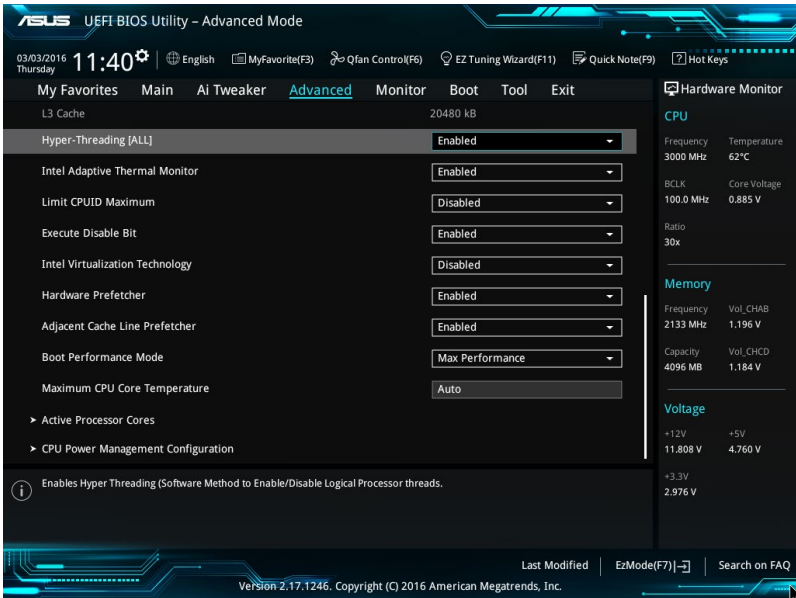 ASUS UEFI BIOS Utility – Advanced Mode
03/03/2016 Thursday 11:40 English MyFavorite(F3) Qfan Control(F6) EZ Tuning Wizard(F11) Quick Note(F9) ? Hot Keys
My Favorites Main Ai Tweaker Advanced Monitor Boot Tool Exit
L3 Cache 20480 kB
Hyper-Threading [ALL] Enabled
Intel Adaptive Thermal Monitor Enabled
Limit CPUID Maximum Disabled
Execute Disable Bit Enabled
Intel Virtualization Technology Disabled
Hardware Prefetcher Enabled
Adjacent Cache Line Prefetcher Enabled
Boot Performance Mode Max Performance
Maximum CPU Core Temperature Auto
> Active Processor Cores
> CPU Power Management Configuration
i Enables Hyper Threading (Software Method to Enable/Disable Logical Processor threads.
Hardware Monitor
CPU
Frequency Temperature
3000 MHz 62°C
BCLK Core Voltage
100.0 MHz 0.885 V
Ratio
30x
Memory
Frequency Vol_CHAB
2133 MHz 1.196 V
Capacity Vol_CHCD
4096 MB 1.184 V
Voltage
+12V +5V
11.808 V 4.760 V
+3.3V
2.976 V
Last Modified EzMode(F7) Search on FAQ
Version 2.17.1246. Copyright (C) 2016 American Megatrends, Inc.